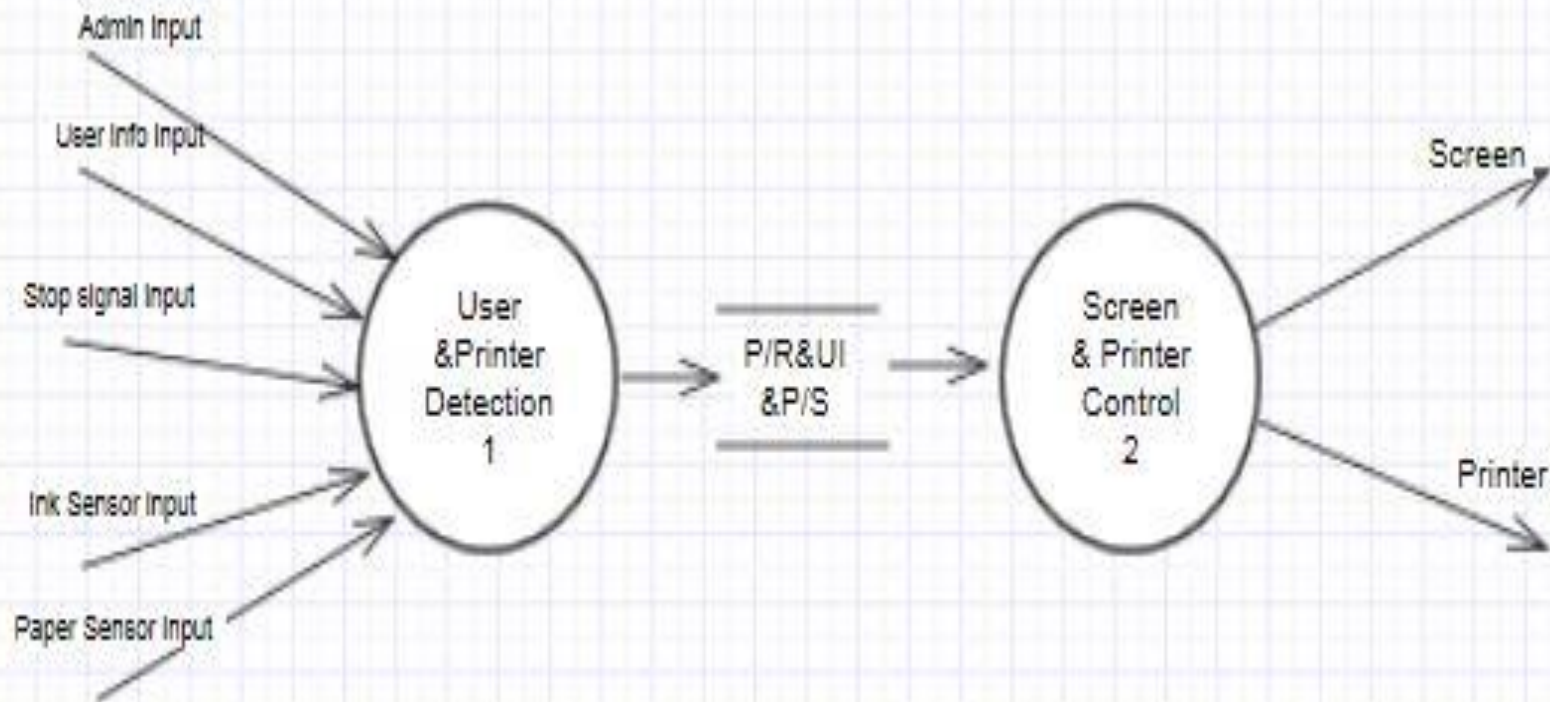 Admin Input
User Info Input
Stop signal Input
Ink Sensor Input
Paper Sensor Input
User
&Printer
Detection
1
P/R&UI
&P/S
Screen
& Printer
Control
2
Screen
Printer